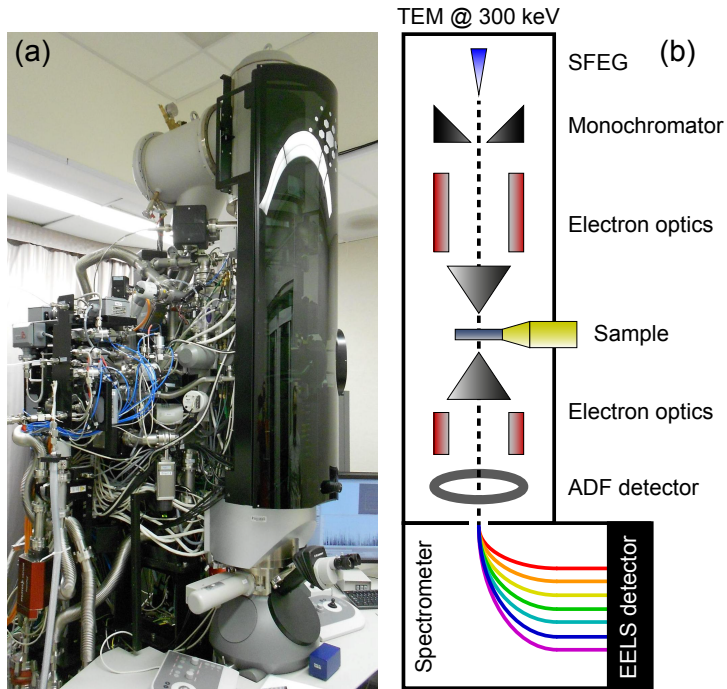 (a)
TEM @ 300 keV
(b)
SFEG
Monochromator
Electron optics
Sample
Electron optics
ADF detector
Spectrometer
EELS detector